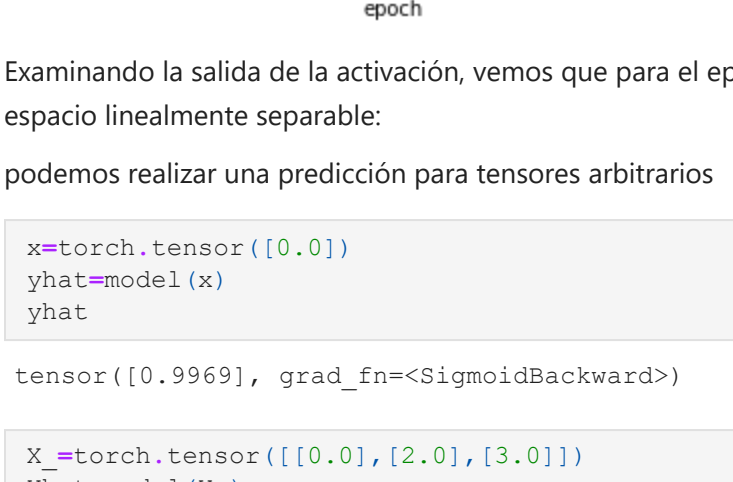 epoch
Examinando la salida de la activación, vemos que para el ep
espacio linealmente separable:
podemos realizar una predicción para tensores arbitrarios
x=torch.tensor([0.0])
yhat=model(x)
yhat
tensor([0.9969], grad_fn=<SigmoidBackward>)
X_=torch.tensor([[0.0],[2.0],[3.0]])